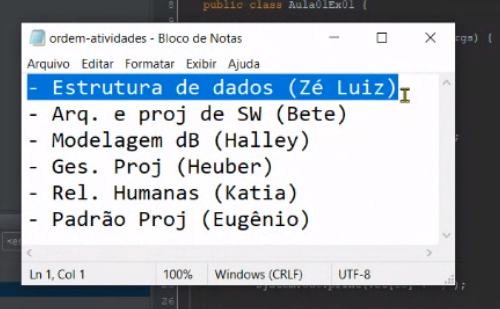 public class Aula01Ex01 {
ordem-atividades - Bloco de Notas
Arquivo Editar Formatar Exibir Ajuda
- Estrutura de dados (Zé Luiz)
- Arq. e proj de SW (Bete)
- Modelagem dB (Halley)
- Ges. Proj (Heuber)
- Rel. Humanas (Katia)
- Padrão Proj (Eugênio)
Ln 1, Col 1 100% Windows (CRLF) UTF-8
26